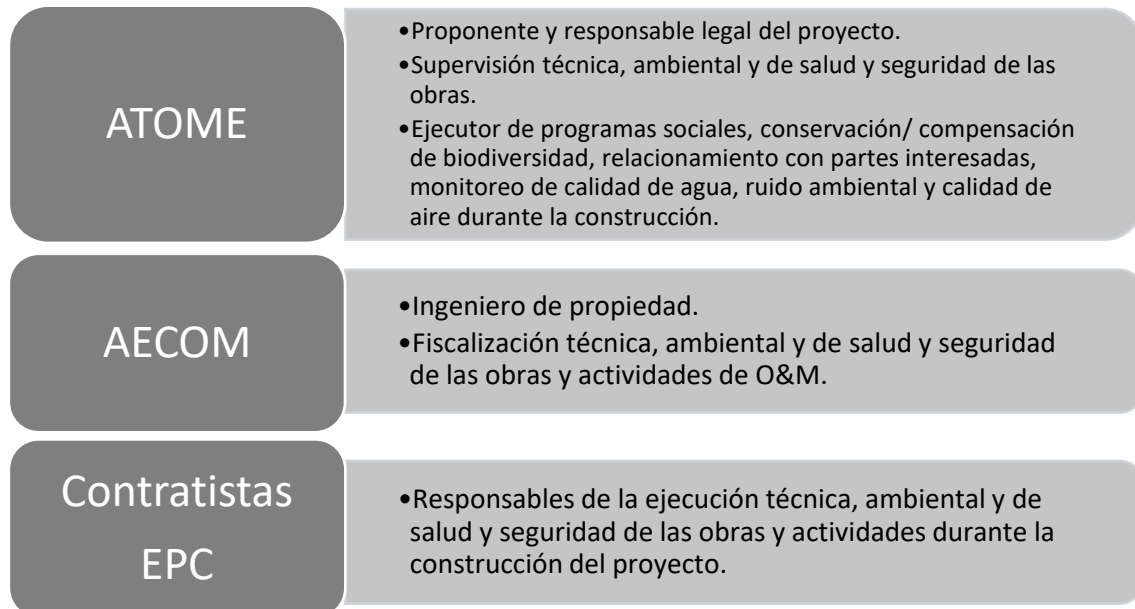 ATOME
•Proponente y responsable legal del proyecto.
•Supervisión técnica, ambiental y de salud y seguridad de las
obras.
•Ejecutor de programas sociales, conservación/ compensación
de biodiversidad, relacionamiento con partes interesadas,
monitoreo de calidad de agua, ruido ambiental y calidad de
aire durante la construcción.
AECOM
•Ingeniero de propiedad.
•Fiscalización técnica, ambiental y de salud y seguridad
de las obras y actividades de O&M.
Contratistas
EPC
•Responsables de la ejecución técnica, ambiental y de
salud y seguridad de las obras y actividades durante la
construcción del proyecto.